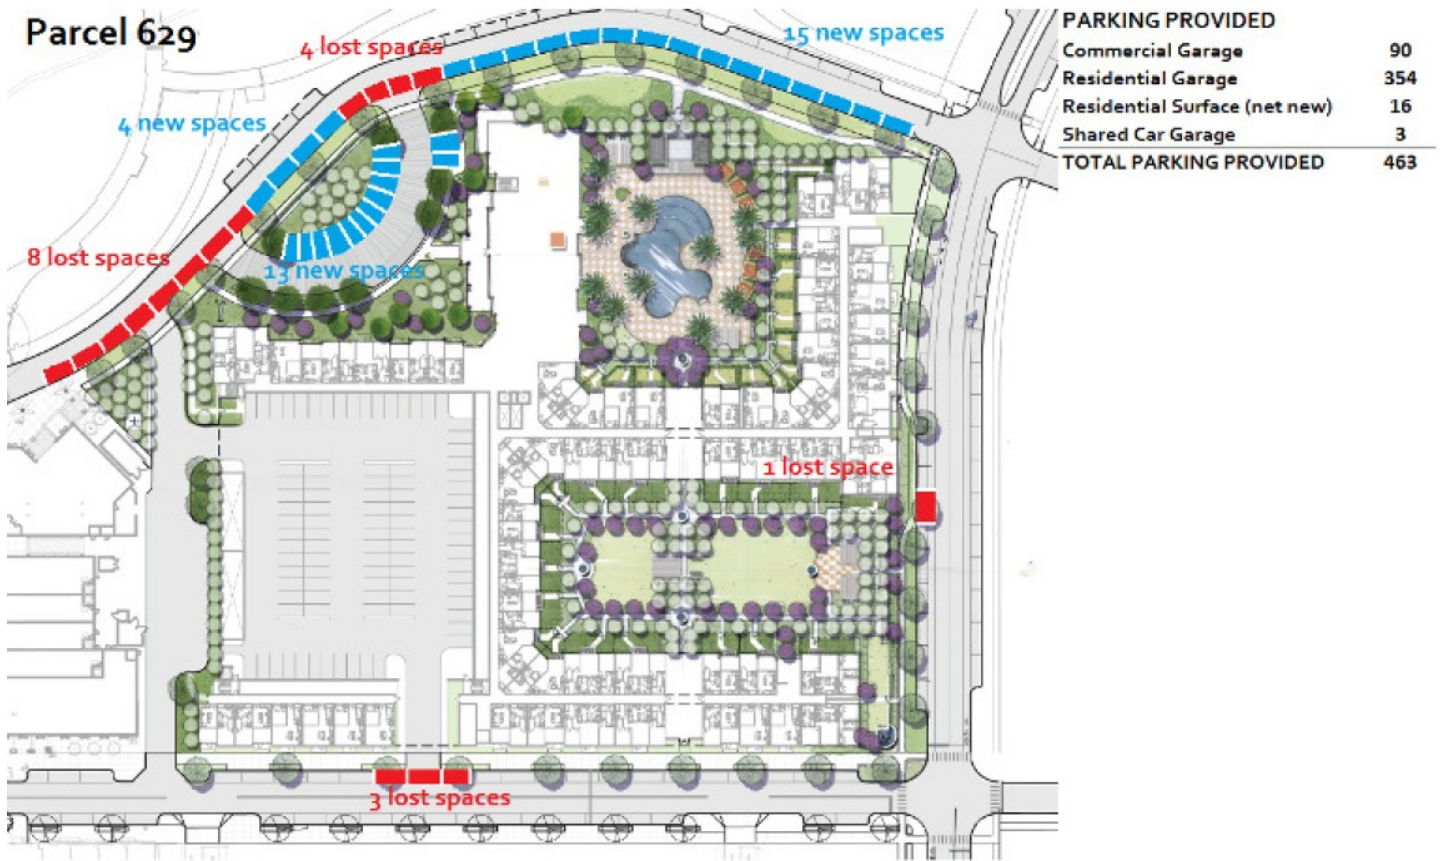 Parcel 629
4 lost spaces
15 new spaces
4 new spaces
8 lost spaces
13 new spaces
1 lost space
3 lost spaces
PARKING PROVIDED
Commercial Garage 90
Residential Garage 354
Residential Surface (net new) 16
Shared Car Garage 3
TOTAL PARKING PROVIDED 463